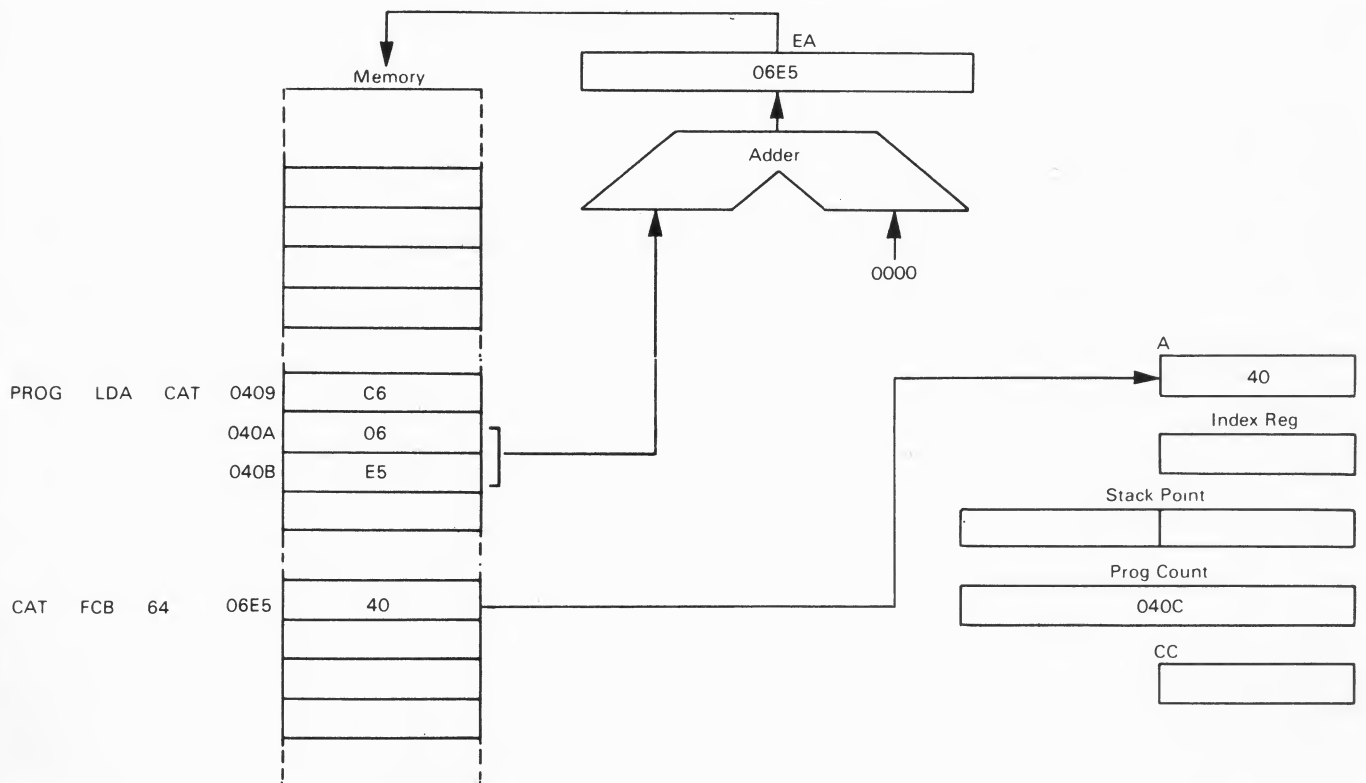 EA
06E5
Memory
Adder
0000
A
PROG LDA CAT 0409 C6
40
040A 06
Index Reg
040B E5
Stack Point
Prog Count
CAT FCB 64 06E5 40
040C
CC